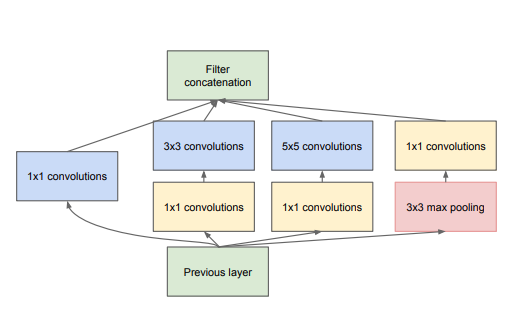 Filter
concatenation
3x3 convolutions
5x5 convolutions
1x1 convolutions
1x1 convolutions
1x1 convolutions
1x1 convolutions
3x3 max pooling
Previous layer